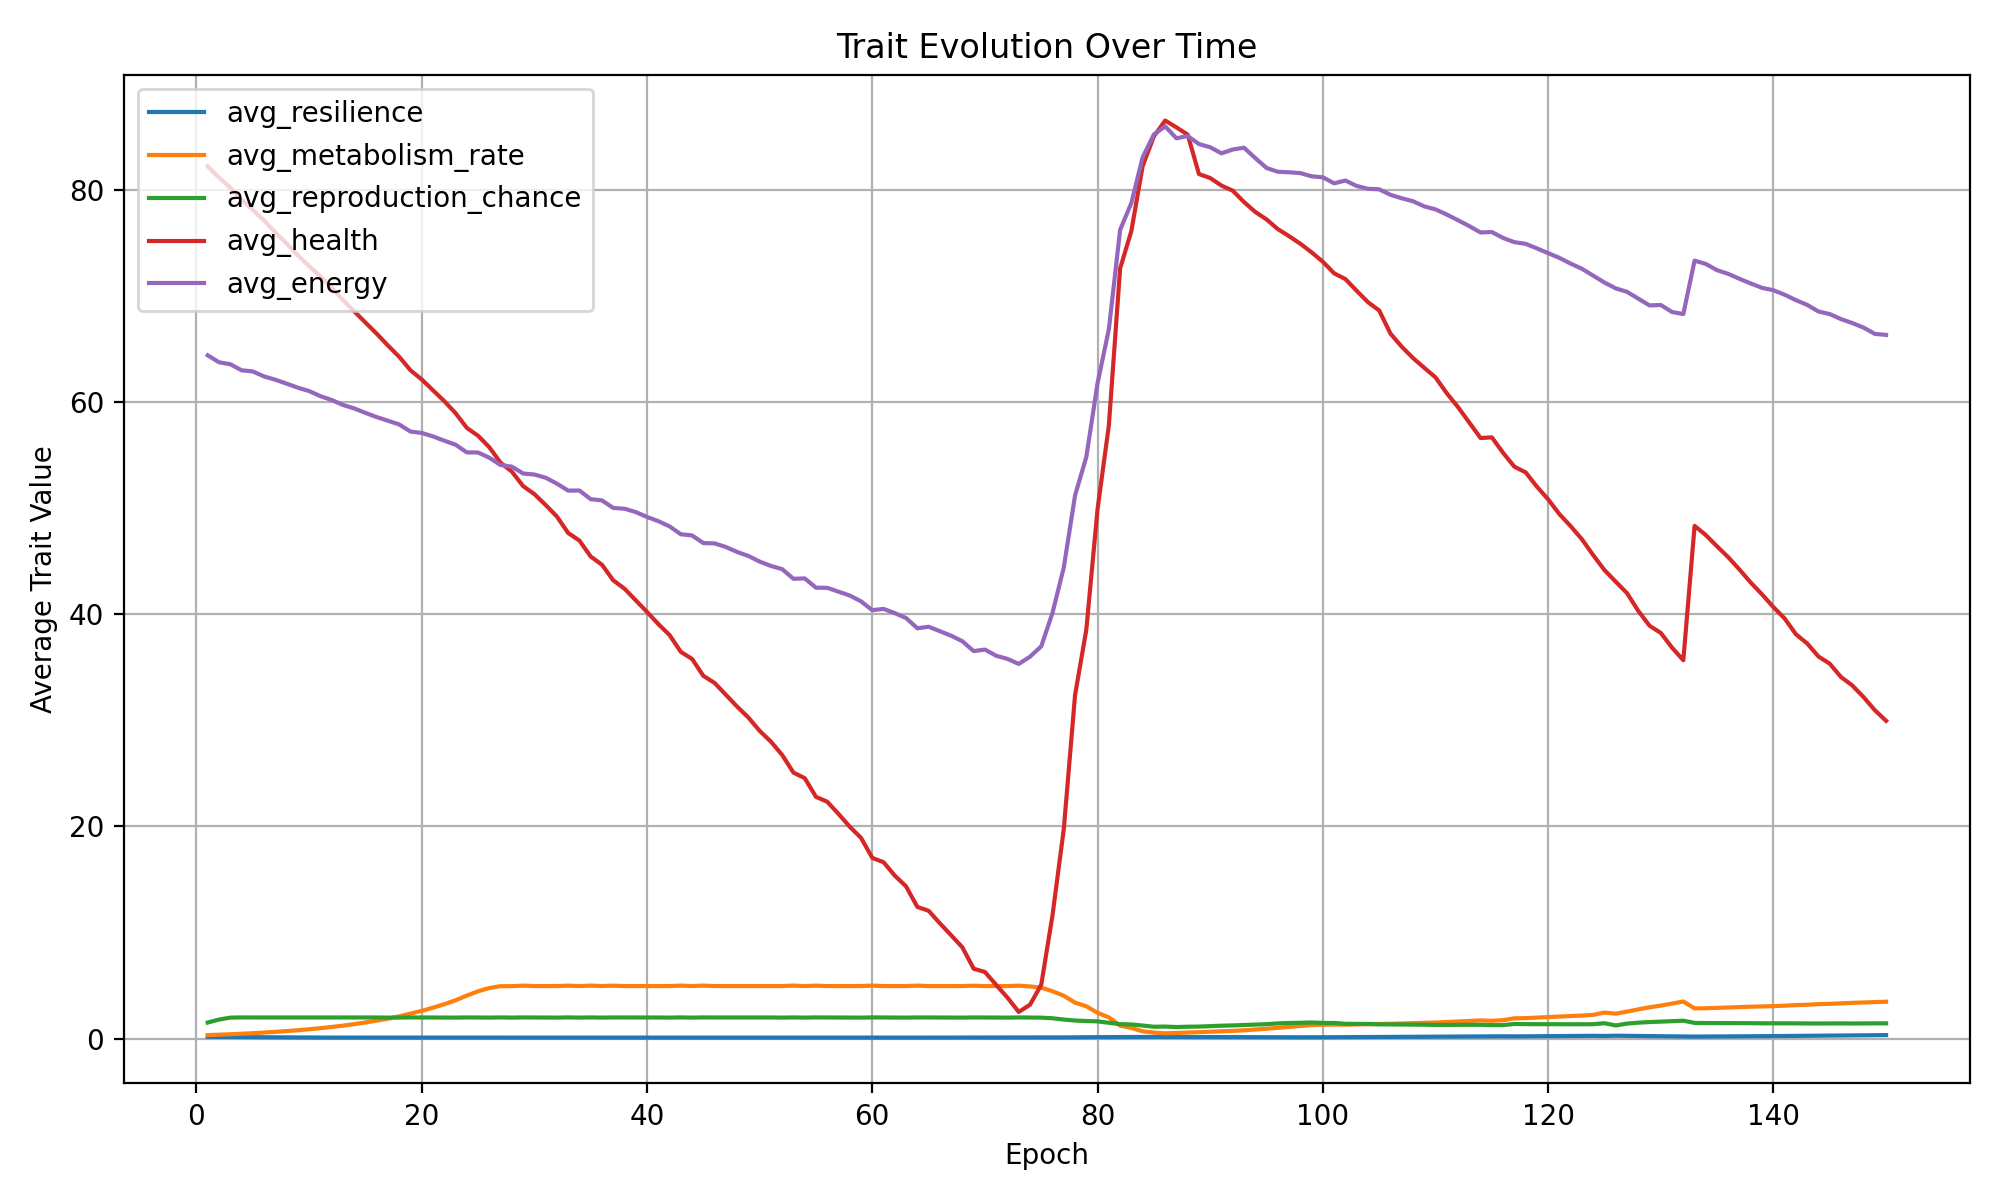 Trait Evolution Over Time
avg_resilience
avg_metabolism_rate
avg_reproduction_chance
avg_health
avg_energy
Average Trait Value
80
60
40
20
0
0 20 40 60 80 100 120 140
Epoch